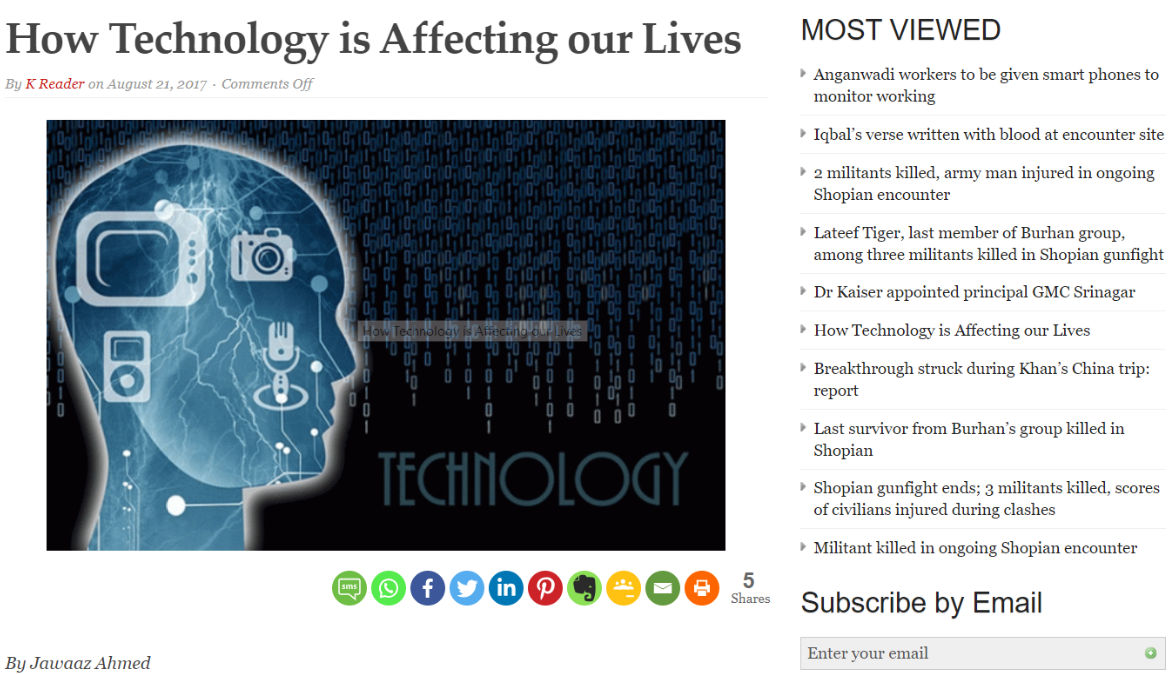 How Technology is Affecting our Lives
By K Reader on August 21, 2017 · Comments Off
How Technology is Affecting our Lives
TECHNOLOGY
sms
5
Shares
By Jawaaz Ahmed
MOST VIEWED
Anganwadi workers to be given smart phones to
monitor working
Iqbal's verse written with blood at encounter site
2 militants killed, army man injured in ongoing
Shopian encounter
Lateef Tiger, last member of Burhan group,
among three militants killed in Shopian gunfight
Dr Kaiser appointed principal GMC Srinagar
How Technology is Affecting our Lives
Breakthrough struck during Khan's China trip:
report
Last survivor from Burhan's group killed in
Shopian
Shopian gunfight ends; 3 militants killed, scores
of civilians injured during clashes
Militant killed in ongoing Shopian encounter
Subscribe by Email
Enter your email